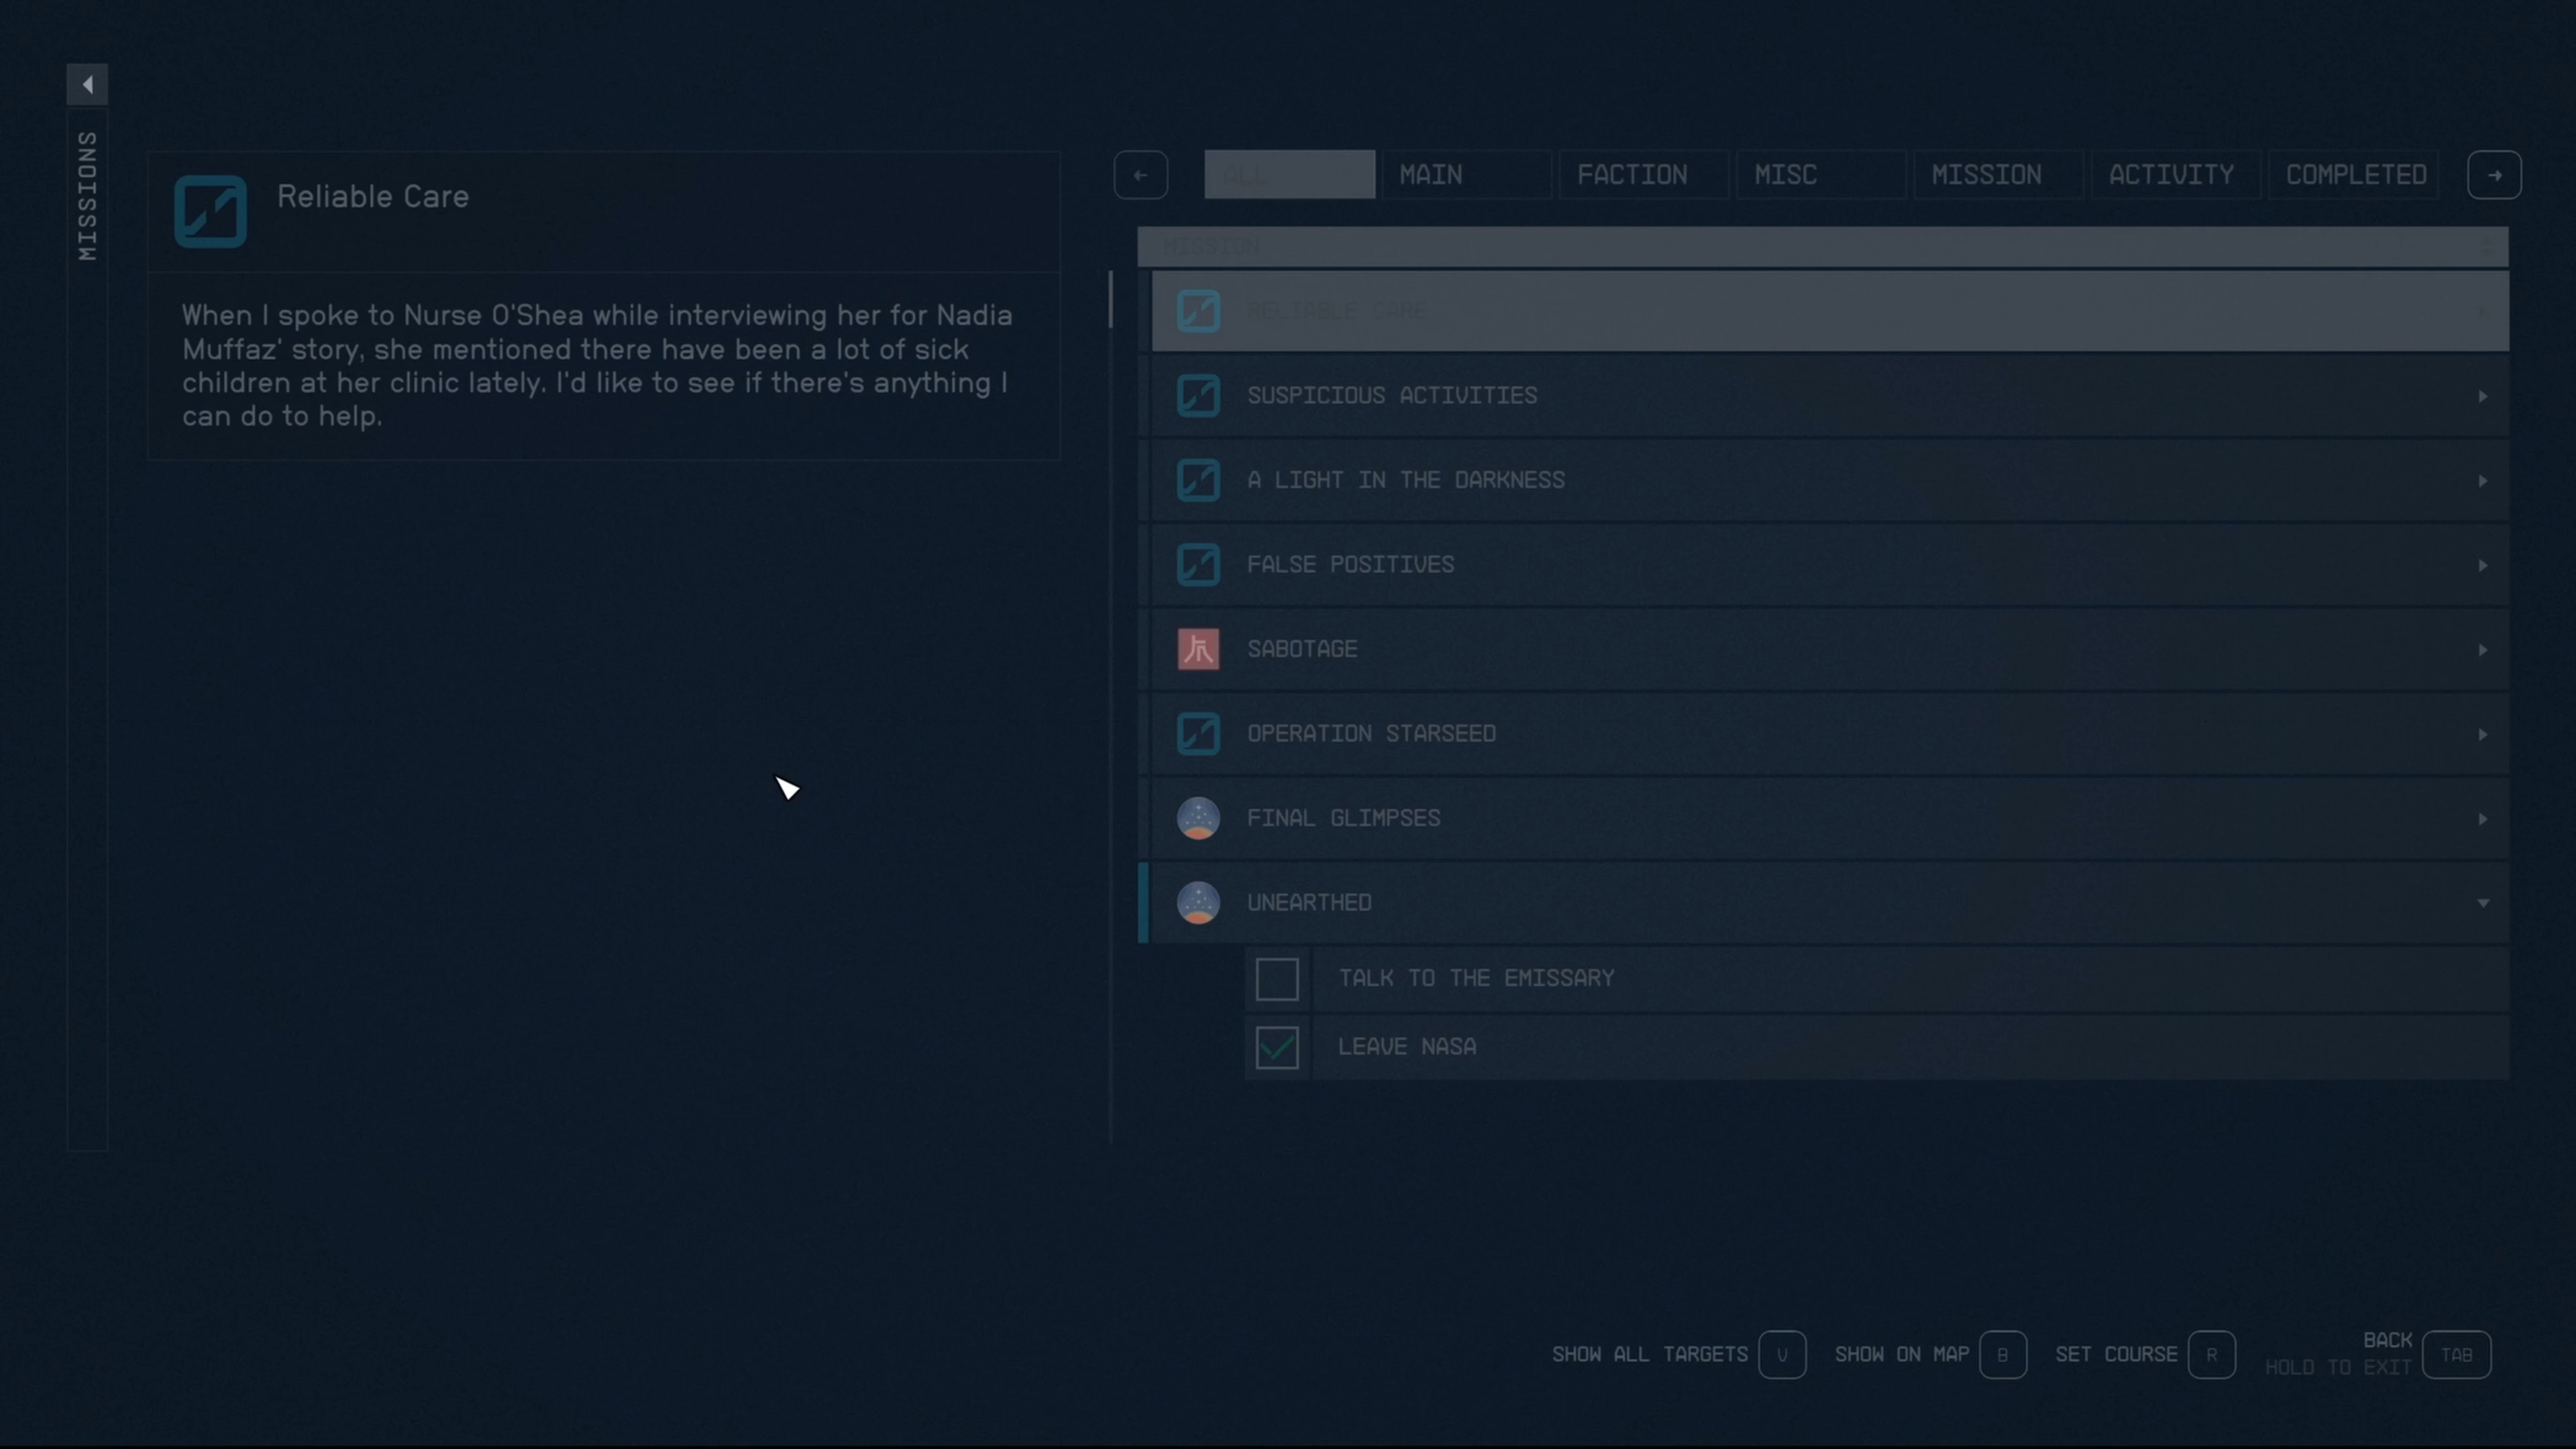 MISSIONS
Reliable Care
When I spoke to Nurse O'Shea while interviewing her for Nadia
Muffaz' story, she mentioned there have been a lot of sick
children at her clinic lately. I'd like to see if there's anything I
can do to help.
ALL
MAIN
FACTION
MISC
MISSION
ACTIVITY
COMPLETED
MISSION
RELIABLE CARE
SUSPICIOUS ACTIVITIES
A LIGHT IN THE DARKNESS
FALSE POSITIVES
SABOTAGE
OPERATION STARSEED
FINAL GLIMPSES
UNEARTHED
TALK TO THE EMISSARY
LEAVE NASA
SHOW ALL TARGETS V
SHOW ON MAP B
SET COURSE R
BACK
HOLD TO EXIT
TAB